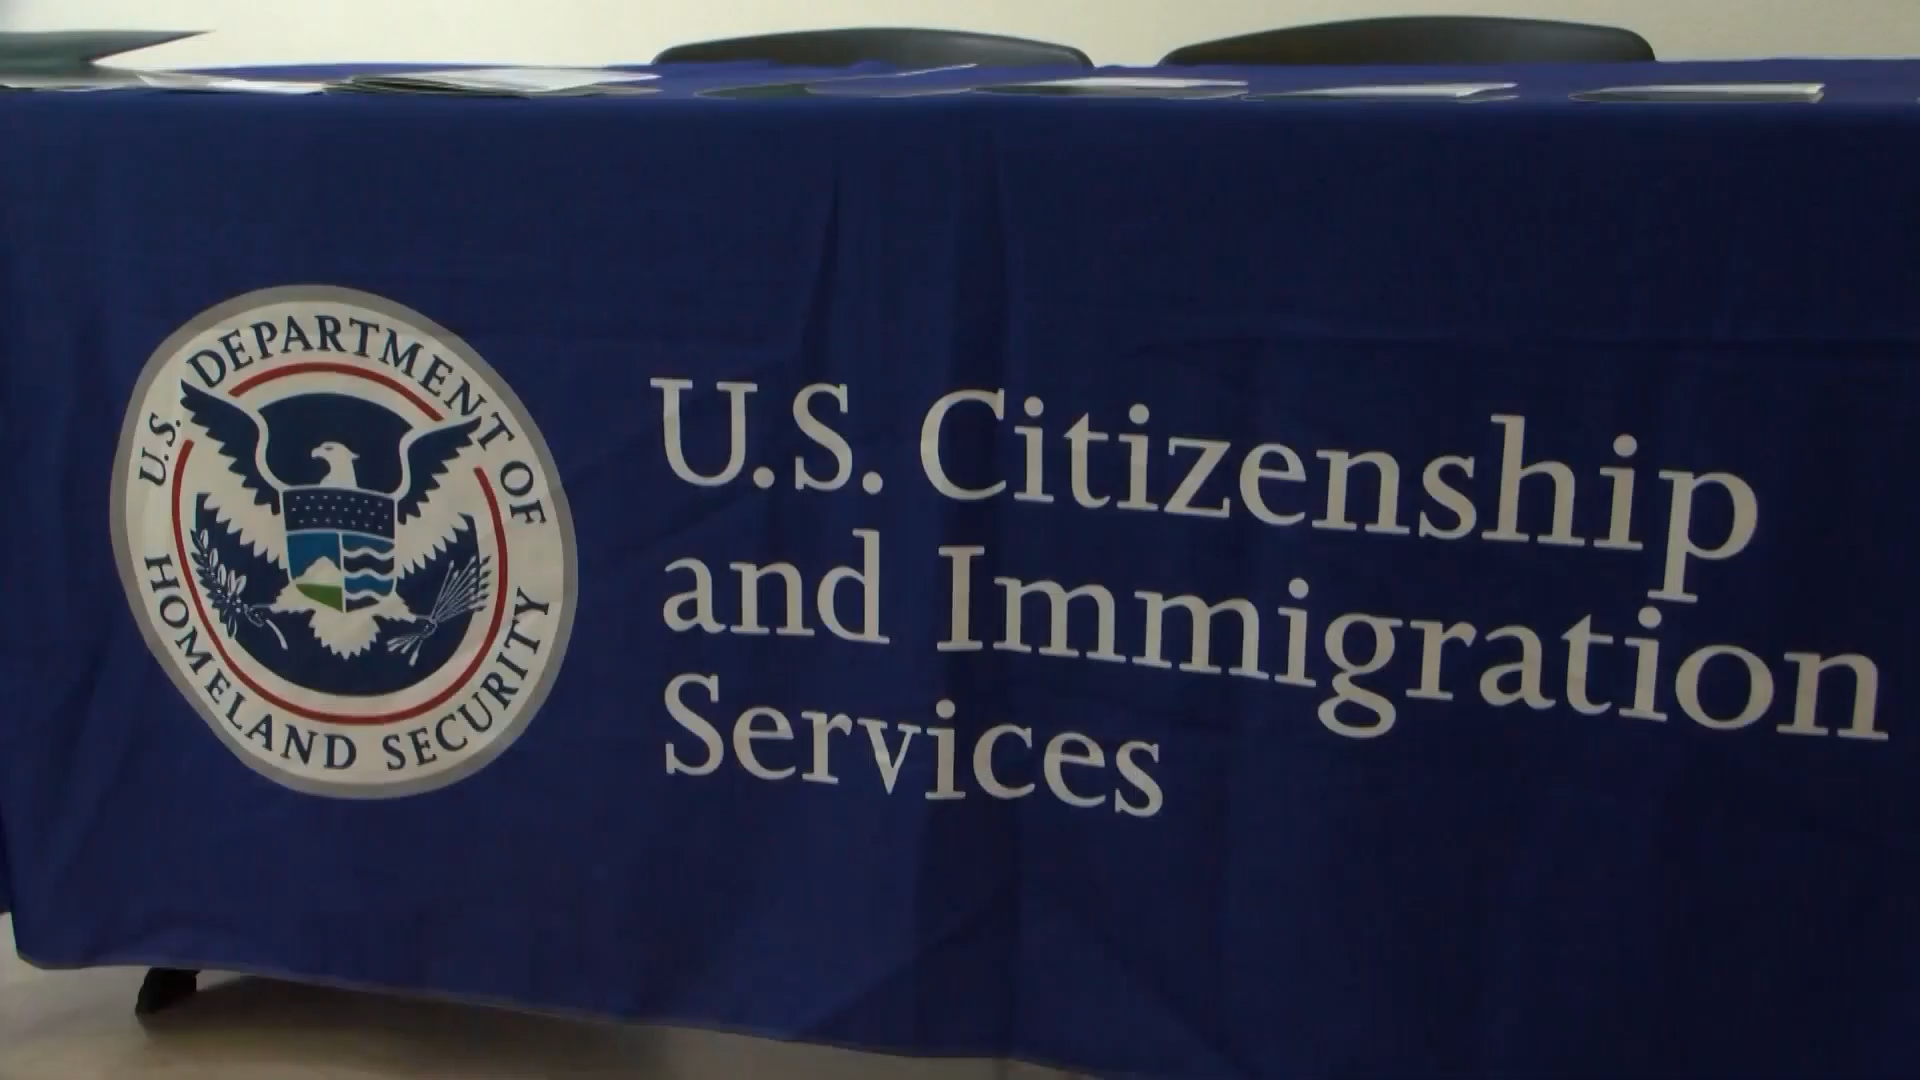 U.S. DEPARTMENT OF
HOMELAND SECURITY
U.S. Citizenship
and Immigration
Services